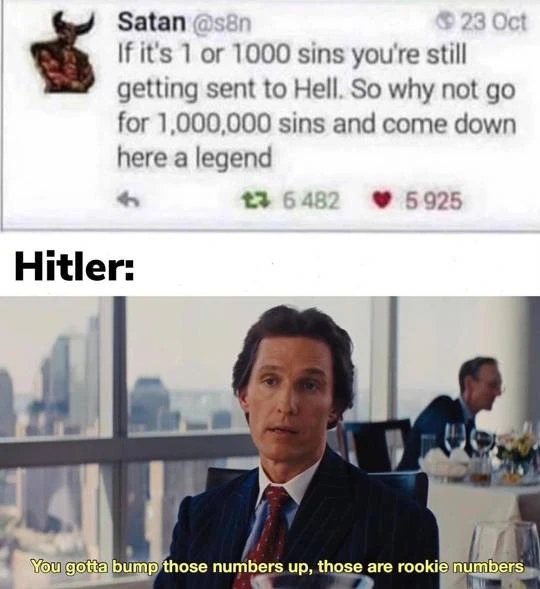 Satan @s8n 23 Oct
If it's 1 or 1000 sins you're still
getting sent to Hell. So why not go
for 1,000,000 sins and come down
here a legend
6 482 5 925
Hitler:
You gotta bump those numbers up, those are rookie numbers